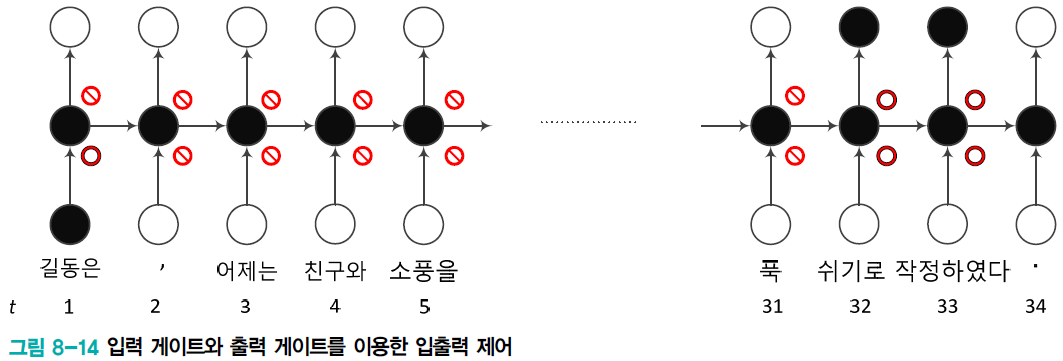 길동은 , 어제는 친구와 소풍을 푹 쉬기로 작정하였다 .
t 1 2 3 4 5 31 32 33 34
그림 8-14 입력 게이트와 출력 게이트를 이용한 입출력 제어